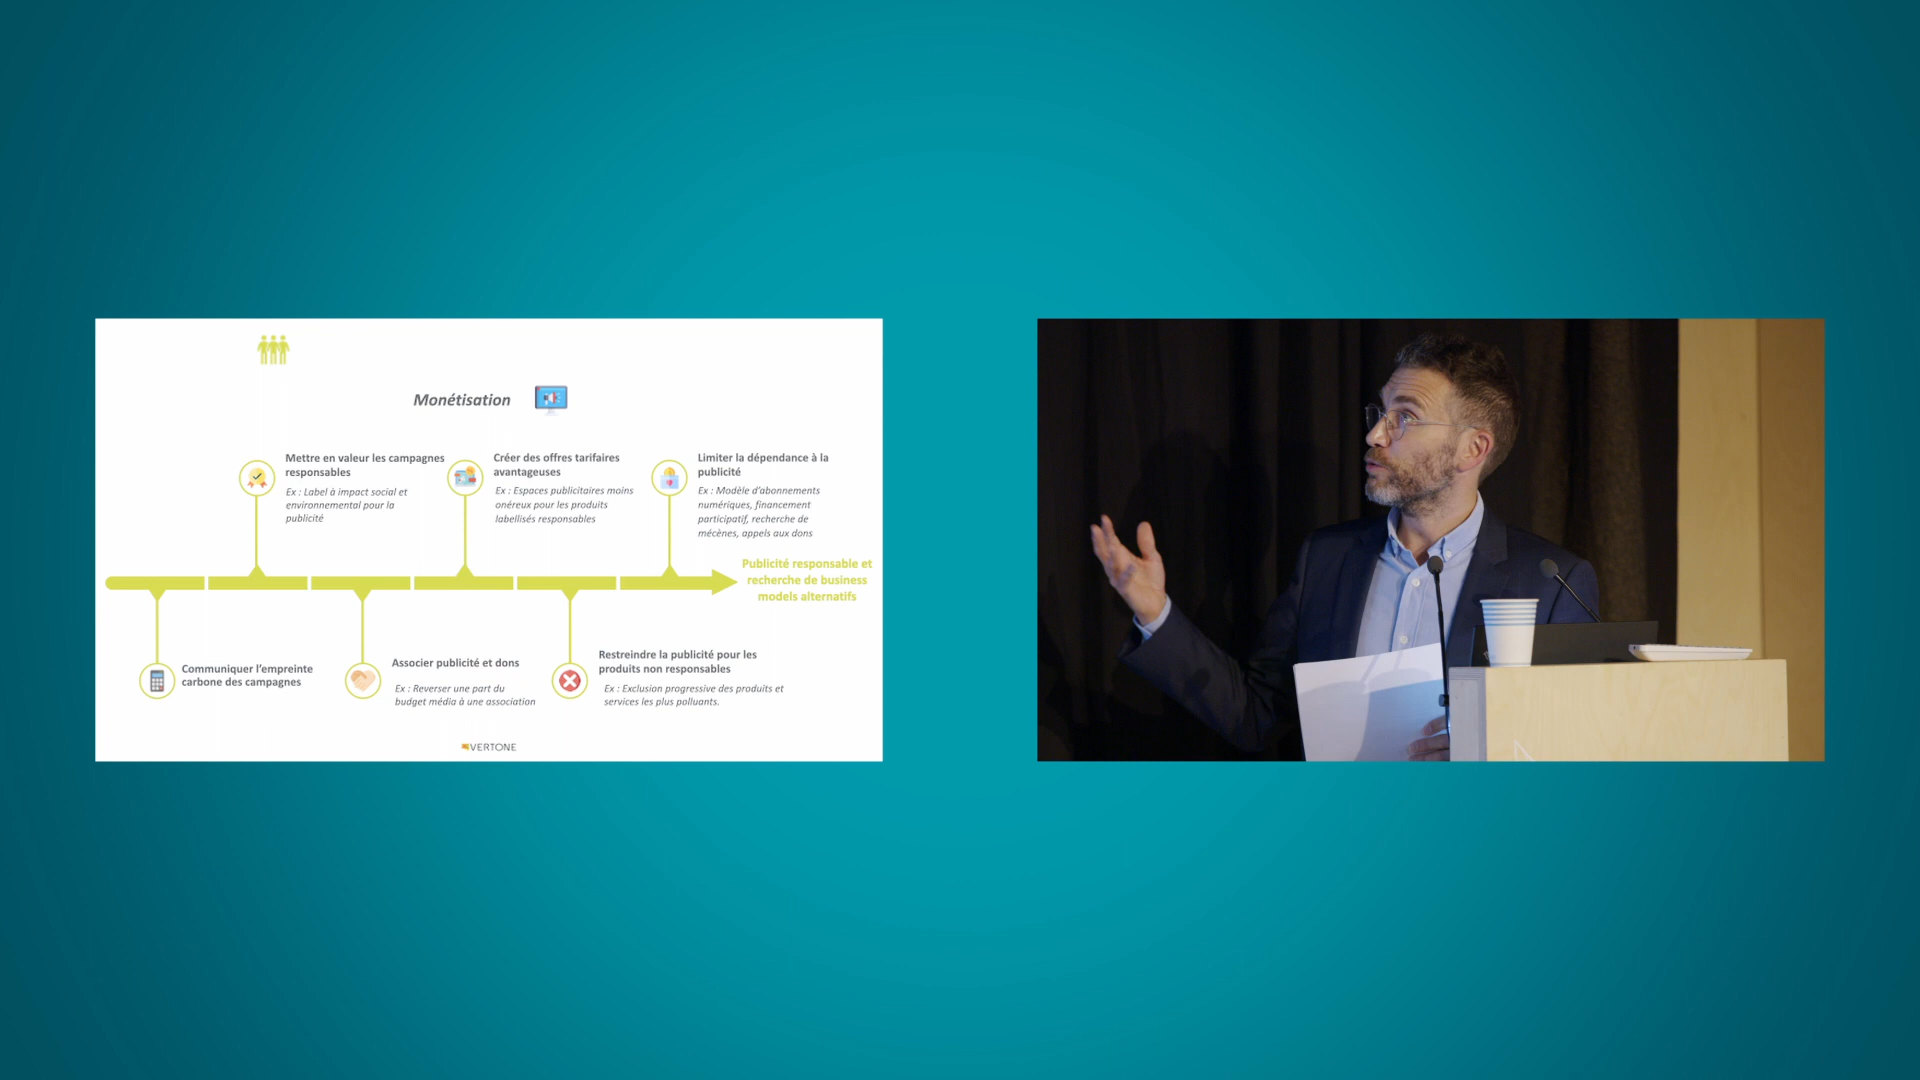 Monétisation
Mettre en valeur les campagnes
responsables
Ex : Label à impact social et
environnemental pour la
publicité
Créer des offres tarifaires
avantageuses
Ex : Espaces publicitaires moins
onéreux pour les produits
labellisés responsables
Limiter la dépendance à la
publicité
Ex : Modèle d’abonnements
numériques, financement
participatif, recherche de
mécènes, appels aux dons
Publicité responsable et
recherche de business
models alternatifs
Communiquer l’empreinte
carbone des campagnes
Associer publicité et dons
Ex : Reverser une part du
budget média à une association
Restreindre la publicité pour les
produits non responsables
Ex : Exclusion progressive des produits et
services les plus polluants.
VERTONE